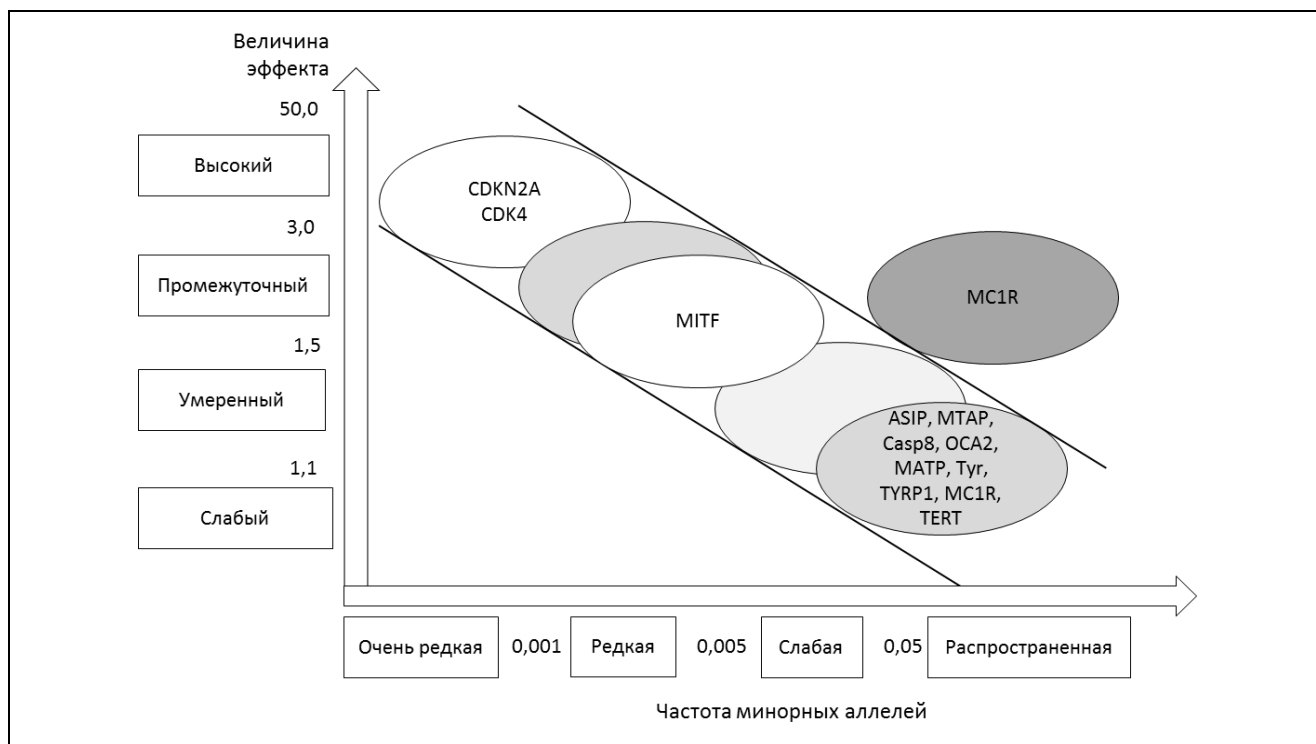 Величина
эффекта
50,0
Высокий
CDKN2A
CDK4
3,0
Промежуточный
MC1R
MITF
1,5
Умеренный
ASIP, MTAP,
Casp8, OCA2,
MATP, Tyr,
TYRP1, MC1R,
TERT
1,1
Слабый
Очень редкая 0,001 Редкая 0,005 Слабая 0,05 Распространенная
Частота минорных аллелей